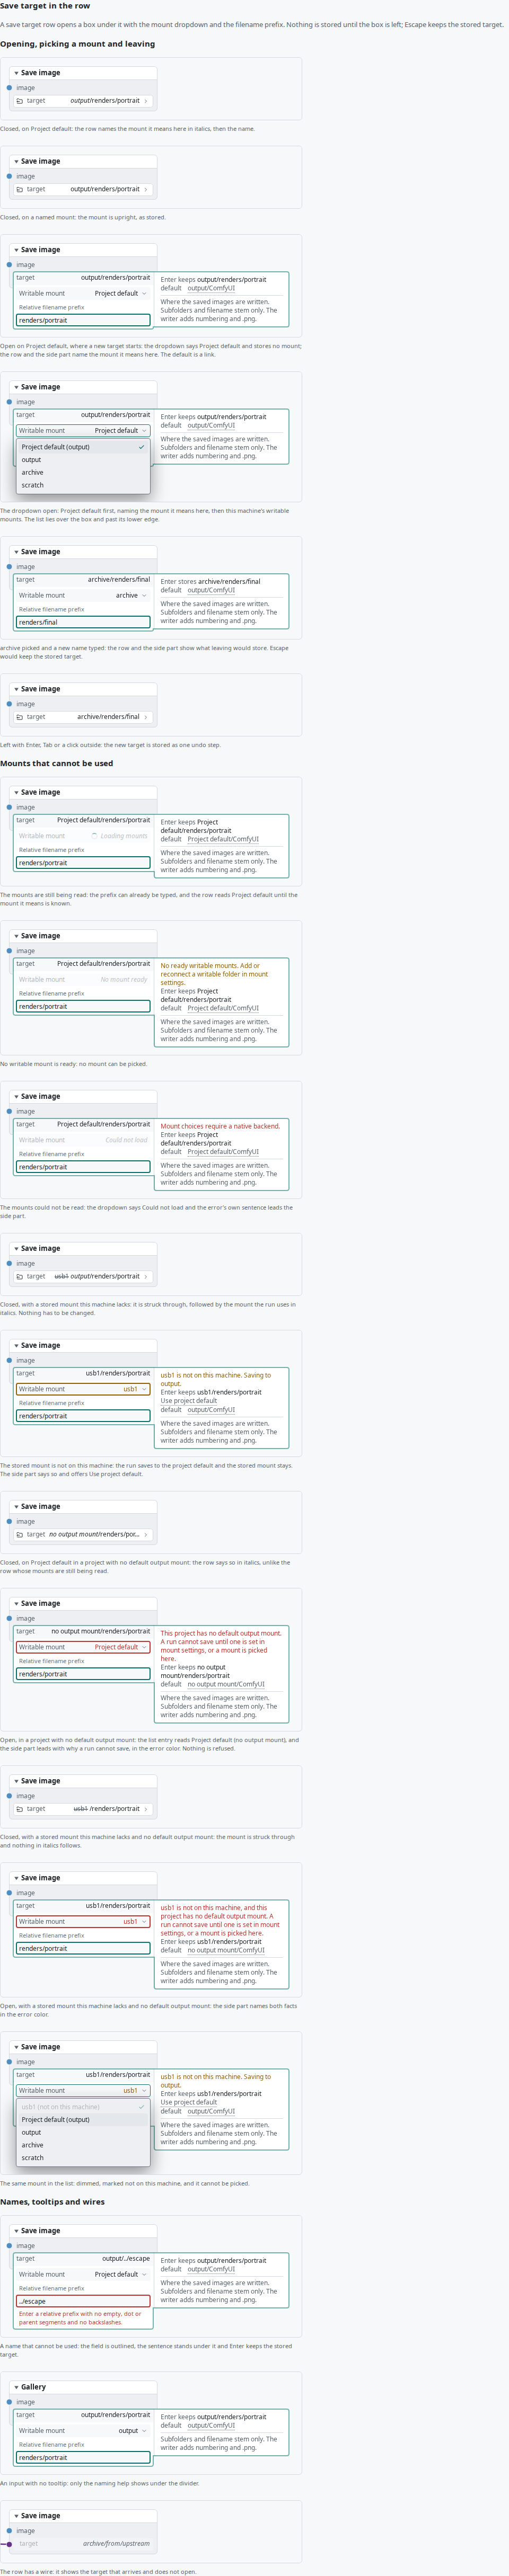 Save target in the row
A save target row opens a box under it with the mount dropdown and the filename prefix. Nothing is stored until the box is left; Escape keeps the stored target.
Opening, picking a mount and leaving
Save image
image
target output/renders/portrait
Closed, on Project default: the row names the mount it means here in italics, then the name.
Save image
image
target output/renders/portrait
Closed, on a named mount: the mount is upright, as stored.
Save image
image
target output/renders/portrait
Writable mount Project default
Relative filename prefix
renders/portrait
Enter keeps output/renders/portrait
default output/ComfyUI
Where the saved images are written.
Subfolders and filename stem only. The
writer adds numbering and .png.
Open on Project default, where a new target starts: the dropdown says Project default and stores no mount;
the row and the side part name the mount it means here. The default is a link.
Save image
image
target output/renders/portrait
Writable mount Project default
Project default (output)
output
archive
scratch
Enter keeps output/renders/portrait
default output/ComfyUI
Where the saved images are written.
Subfolders and filename stem only. The
writer adds numbering and .png.
The dropdown open: Project default first, naming the mount it means here, then this machine's writable
mounts. The list lies over the box and past its lower edge.
Save image
image
target archive/renders/final
Writable mount archive
Relative filename prefix
renders/final
Enter stores archive/renders/final
default output/ComfyUI
Where the saved images are written.
Subfolders and filename stem only. The
writer adds numbering and .png.
archive picked and a new name typed: the row and the side part show what leaving would store. Escape
would keep the stored target.
Save image
image
target archive/renders/final
Left with Enter, Tab or a click outside: the new target is stored as one undo step.
Mounts that cannot be used
Save image
image
target Project default/renders/portrait
Writable mount Loading mounts
Relative filename prefix
renders/portrait
Enter keeps Project
default/renders/portrait
default Project default/ComfyUI
Where the saved images are written.
Subfolders and filename stem only. The
writer adds numbering and .png.
The mounts are still being read: the prefix can already be typed, and the row reads Project default until the
mount it means is known.
Save image
image
target Project default/renders/portrait
Writable mount No mount ready
Relative filename prefix
renders/portrait
No ready writable mounts. Add or
reconnect a writable folder in mount
settings.
Enter keeps Project
default/renders/portrait
default Project default/ComfyUI
Where the saved images are written.
Subfolders and filename stem only. The
writer adds numbering and .png.
No writable mount is ready: no mount can be picked.
Save image
image
target Project default/renders/portrait
Writable mount Could not load
Relative filename prefix
renders/portrait
Mount choices require a native backend.
Enter keeps Project
default/renders/portrait
default Project default/ComfyUI
Where the saved images are written.
Subfolders and filename stem only. The
writer adds numbering and .png.
The mounts could not be read: the dropdown says Could not load and the error's own sentence leads the
side part.
Save image
image
target usb1 output/renders/portrait
Closed, with a stored mount this machine lacks: it is struck through, followed by the mount the run uses in
italics. Nothing has to be changed.
Save image
image
target usb1/renders/portrait
Writable mount usb1
Relative filename prefix
renders/portrait
usb1 is not on this machine. Saving to
output.
Enter keeps usb1/renders/portrait
Use project default
default output/ComfyUI
Where the saved images are written.
Subfolders and filename stem only. The
writer adds numbering and .png.
The stored mount is not on this machine: the run saves to the project default and the stored mount stays.
The side part says so and offers Use project default.
Save image
image
target no output mount/renders/por...
Closed, on Project default in a project with no default output mount: the row says so in italics, unlike the
row whose mounts are still being read.
Save image
image
target no output mount/renders/portrait
Writable mount Project default
Relative filename prefix
renders/portrait
This project has no default output mount.
A run cannot save until one is set in
mount settings, or a mount is picked
here.
Enter keeps no output
mount/renders/portrait
default no output mount/ComfyUI
Where the saved images are written.
Subfolders and filename stem only. The
writer adds numbering and .png.
Open, in a project with no default output mount: the list entry reads Project default (no output mount), and
the side part leads with why a run cannot save, in the error color. Nothing is refused.
Save image
image
target usb1 /renders/portrait
Closed, with a stored mount this machine lacks and no default output mount: the mount is struck through
and nothing in italics follows.
Save image
image
target usb1/renders/portrait
Writable mount usb1
Relative filename prefix
renders/portrait
usb1 is not on this machine, and this
project has no default output mount. A
run cannot save until one is set in mount
settings, or a mount is picked here.
Enter keeps usb1/renders/portrait
default no output mount/ComfyUI
Where the saved images are written.
Subfolders and filename stem only. The
writer adds numbering and .png.
Open, with a stored mount this machine lacks and no default output mount: the side part names both facts
in the error color.
Save image
image
target usb1/renders/portrait
Writable mount usb1
usb1 (not on this machine)
Project default (output)
output
archive
scratch
usb1 is not on this machine. Saving to
output.
Enter keeps usb1/renders/portrait
Use project default
default output/ComfyUI
Where the saved images are written.
Subfolders and filename stem only. The
writer adds numbering and .png.
The same mount in the list: dimmed, marked not on this machine, and it cannot be picked.
Names, tooltips and wires
Save image
image
target output/../escape
Writable mount Project default
Relative filename prefix
../escape
Enter a relative prefix with no empty, dot or
parent segments and no backslashes.
Enter keeps output/renders/portrait
default output/ComfyUI
Where the saved images are written.
Subfolders and filename stem only. The
writer adds numbering and .png.
A name that cannot be used: the field is outlined, the sentence stands under it and Enter keeps the stored
target.
Gallery
image
target output/renders/portrait
Writable mount output
Relative filename prefix
renders/portrait
Enter keeps output/renders/portrait
default output/ComfyUI
Subfolders and filename stem only. The
writer adds numbering and .png.
An input with no tooltip: only the naming help shows under the divider.
Save image
image
target archive/from/upstream
The row has a wire: it shows the target that arrives and does not open.